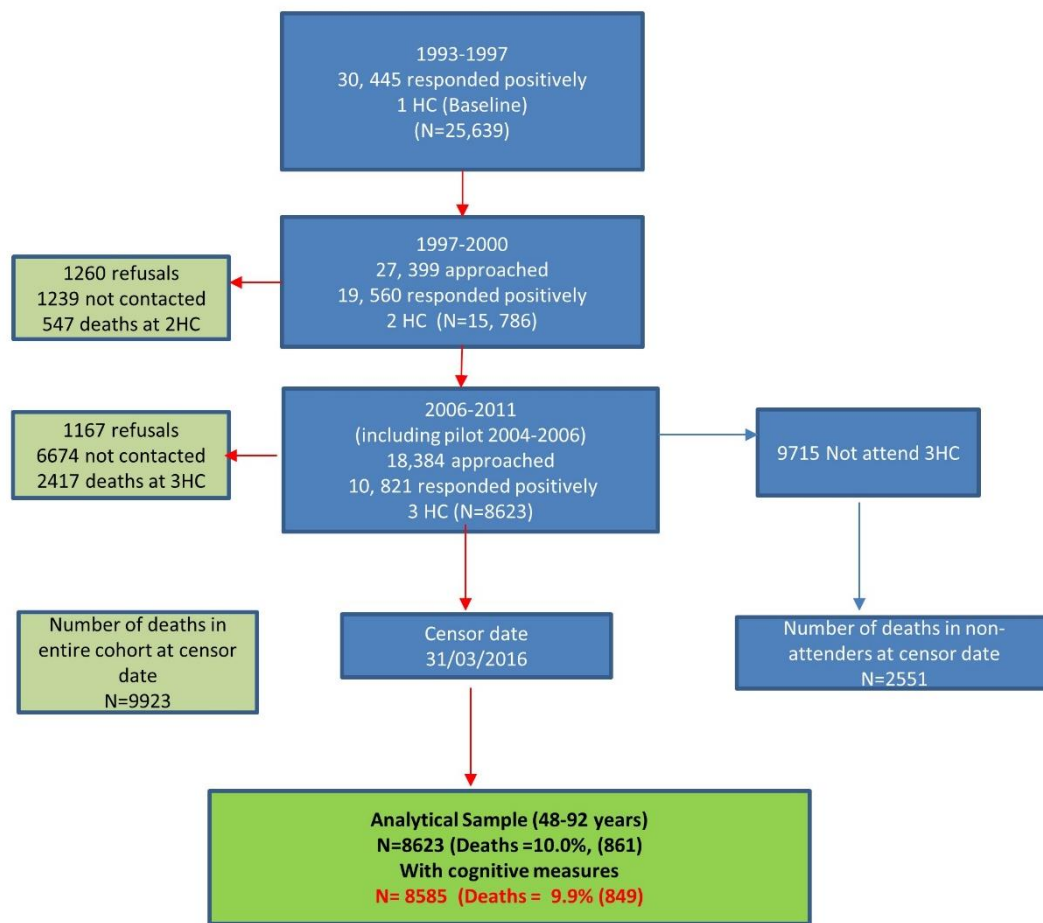 1993-1997
30, 445 responded positively
1 HC (Baseline)
(N=25,639)
1997-2000
27, 399 approached
19, 560 responded positively
2 HC (N=15, 786)
1260 refusals
1239 not contacted
547 deaths at 2HC
2006-2011
(including pilot 2004-2006)
18,384 approached
10, 821 responded positively
3 HC (N=8623)
1167 refusals
6674 not contacted
2417 deaths at 3HC
9715 Not attend 3HC
Number of deaths in
entire cohort at censor
date
N=9923
Censor date
31/03/2016
Number of deaths in non-
attenders at censor date
N=2551
Analytical Sample (48-92 years)
N=8623 (Deaths =10.0%, (861)
With cognitive measures
N= 8585 (Deaths = 9.9% (849)